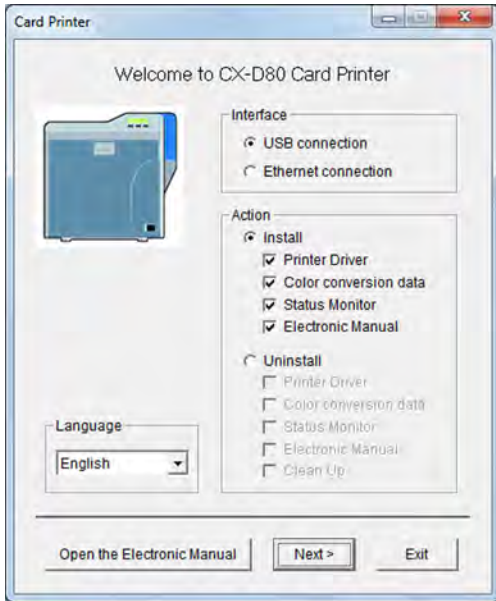 Card Printer
Welcome to CX-D80 Card Printer
Interface
USB connection
Ethernet connection
Action
Install
Printer Driver
Color conversion data
Status Monitor
Electronic Manual
Uninstall
Printer Driver
Color conversion data
Status Monitor
Electronic Manual
Clean Up
Language
English
Open the Electronic Manual
Next >
Exit